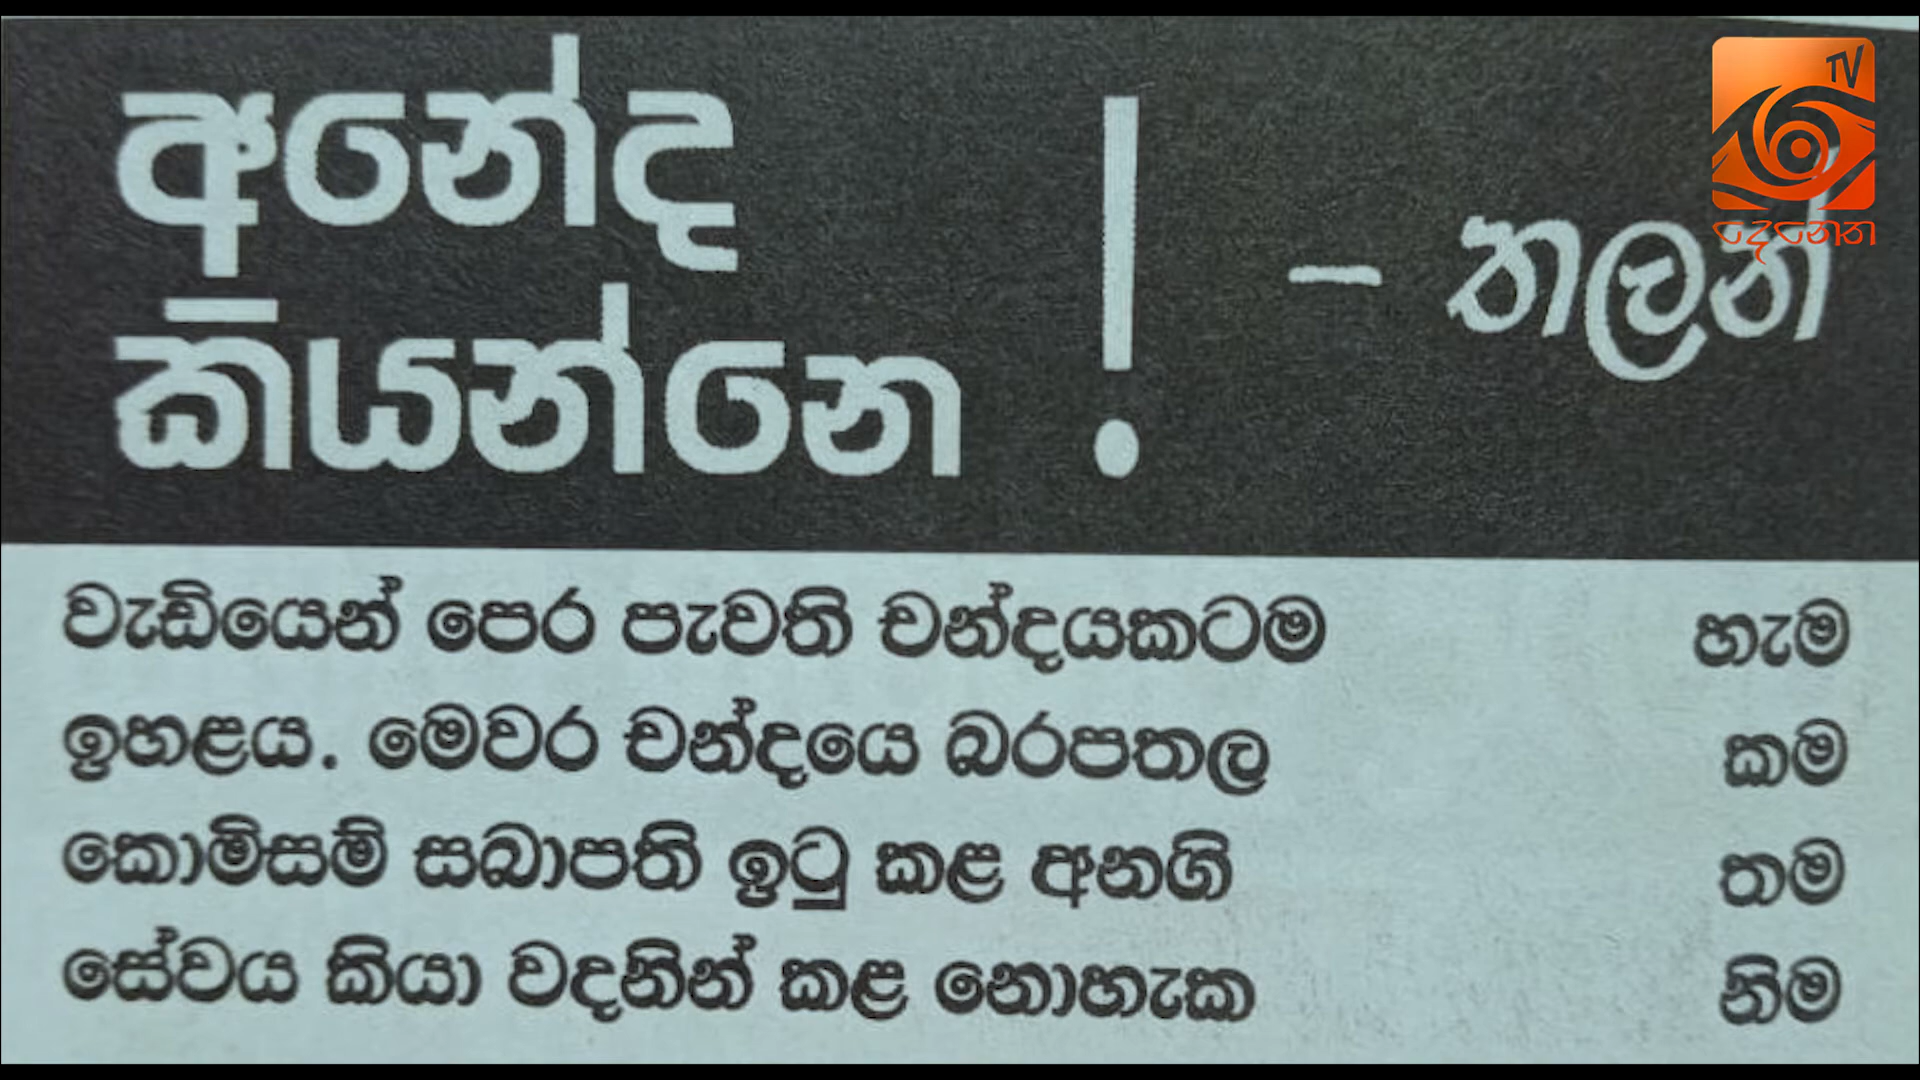 අනේද
කියන්නෙ ! – තලන්
TV
දෙනෙත
වැඩියෙන් පෙර පැවති චන්දයකටම හැම
ඉහළය. මෙවර චන්දයෙ බරපතල කම
කොමිසම් සබාපති ඉටු කළ අනගි තම
සේවය කියා වදනින් කළ නොහැක නිම